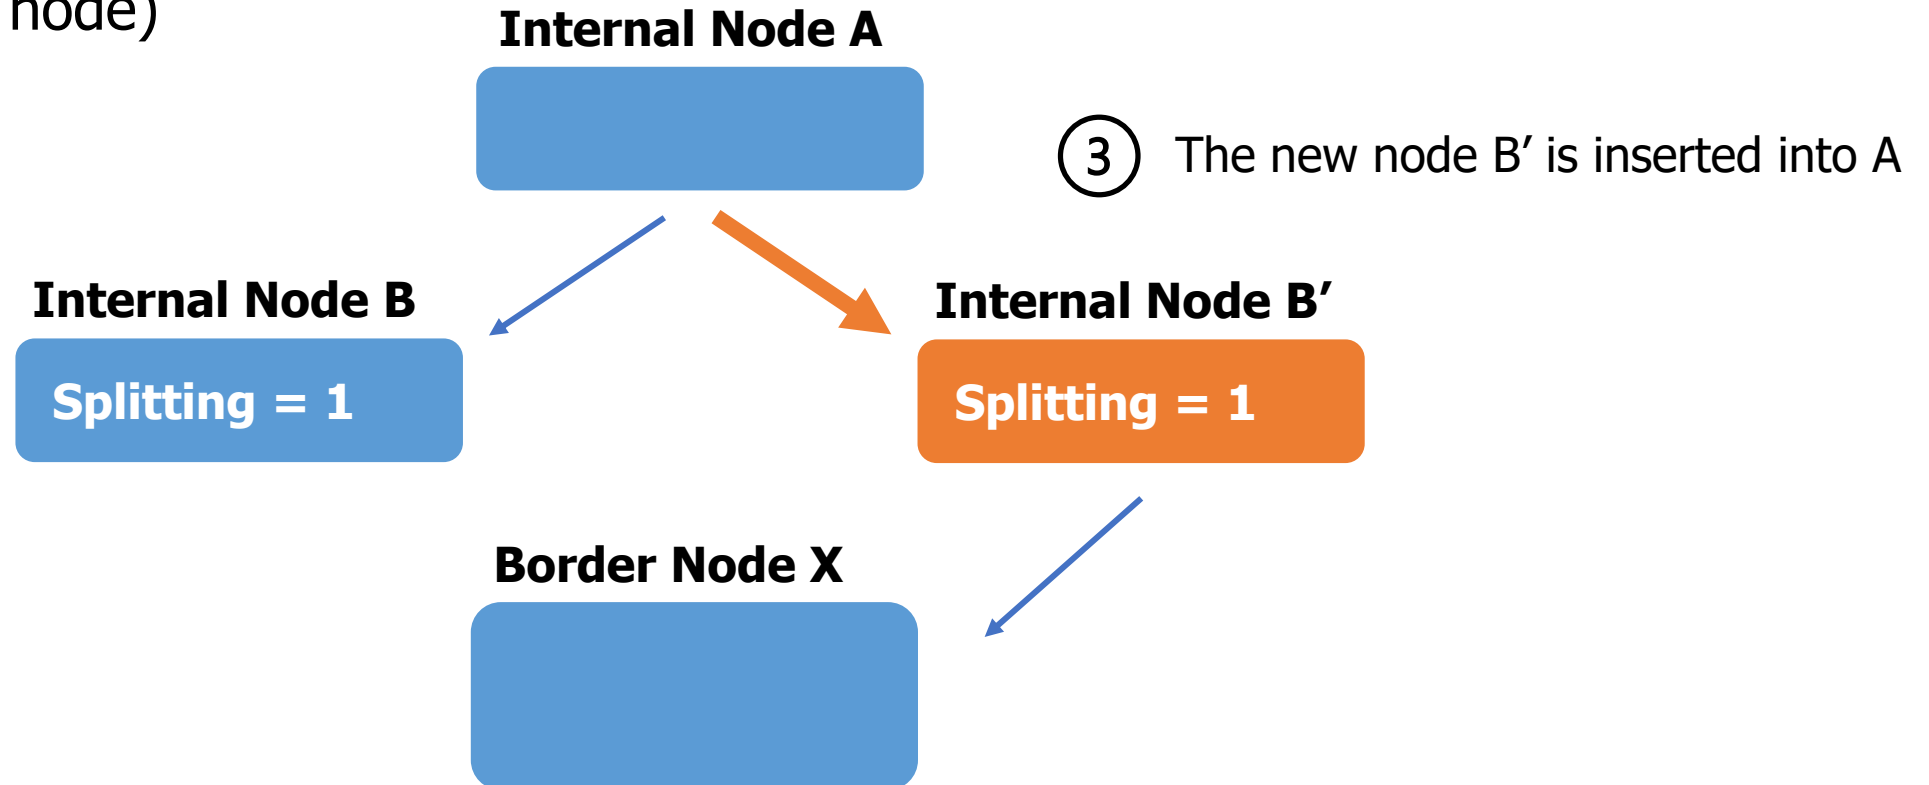 node)
Internal Node A
3 The new node B′ is inserted into A
Internal Node B
Internal Node B′
Splitting = 1
Splitting = 1
Border Node X